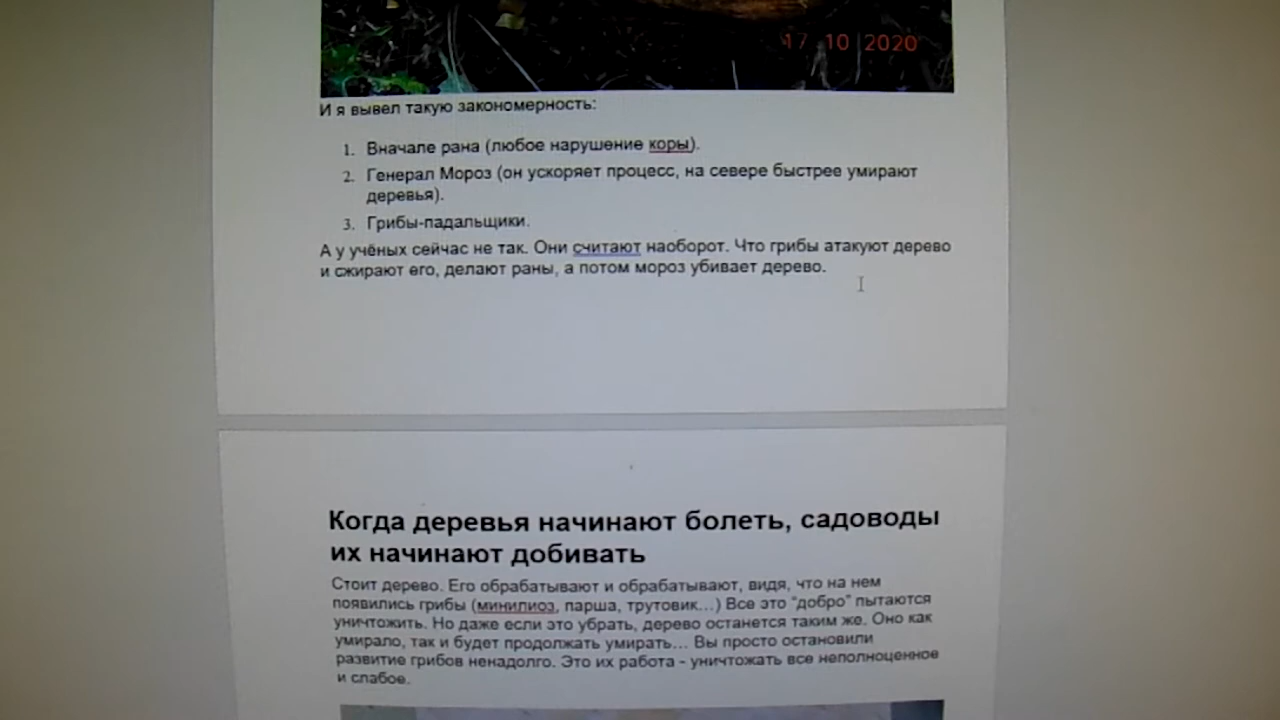 17 10 2020
И я вывел такую закономерность:
1. Вначале рана (любое нарушение коры).
2. Генерал Мороз (он ускоряет процесс, на севере быстрее умирают
деревья).
3. Грибы-падальщики.
А у учёных сейчас не так. Они считают наоборот. Что грибы атакуют дерево
и сжирают его, делают раны, а потом мороз убивает дерево.
Когда деревья начинают болеть, садоводы
их начинают добивать
Стоит дерево. Его обрабатывают и обрабатывают, видя, что на нем
появились грибы (минилиоз, парша, трутовик...) Все это “добро” пытаются
уничтожить. Но даже если это убрать, дерево останется таким же. Оно как
умирало, так и будет продолжать умирать... Вы просто остановили
развитие грибов ненадолго. Это их работа - уничтожать все неполноценное
и слабое.